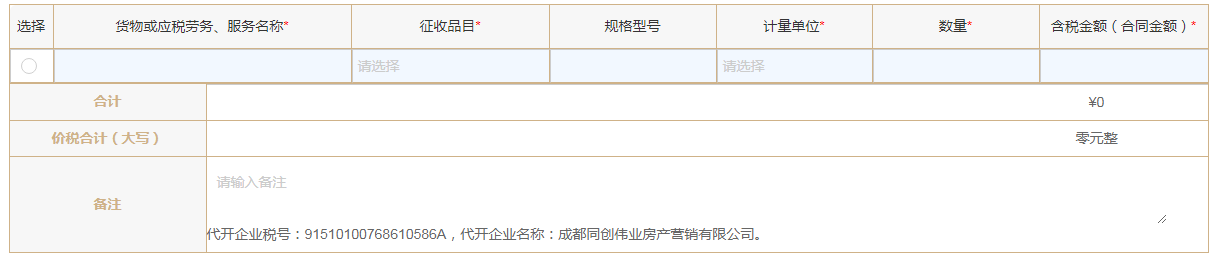 选择 货物或应税劳务、服务名称* 征收品目* 规格型号 计量单位* 数量* 含税金额（合同金额）*
请选择 请选择
合计 ¥0
价税合计（大写） 零元整
备注 请输入备注
代开企业税号：91510100768610586A，代开企业名称：成都同创伟业房产营销有限公司。